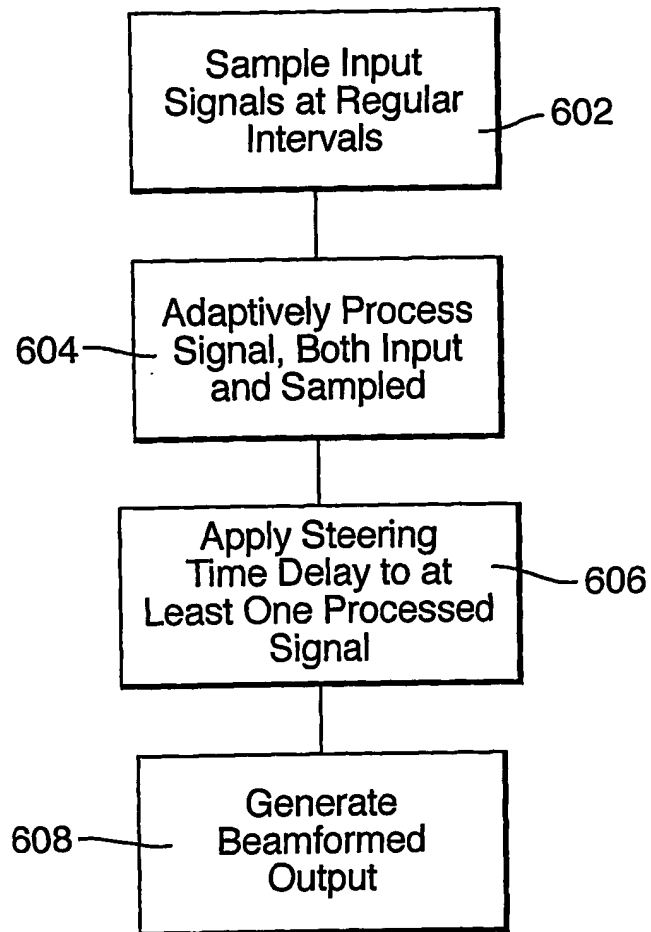 Sample Input
Signals at Regular
Intervals
602
Adaptively Process
Signal, Both Input
and Sampled
604
Apply Steering
Time Delay to at
Least One Processed
Signal
606
Generate
Beamformed
Output
608